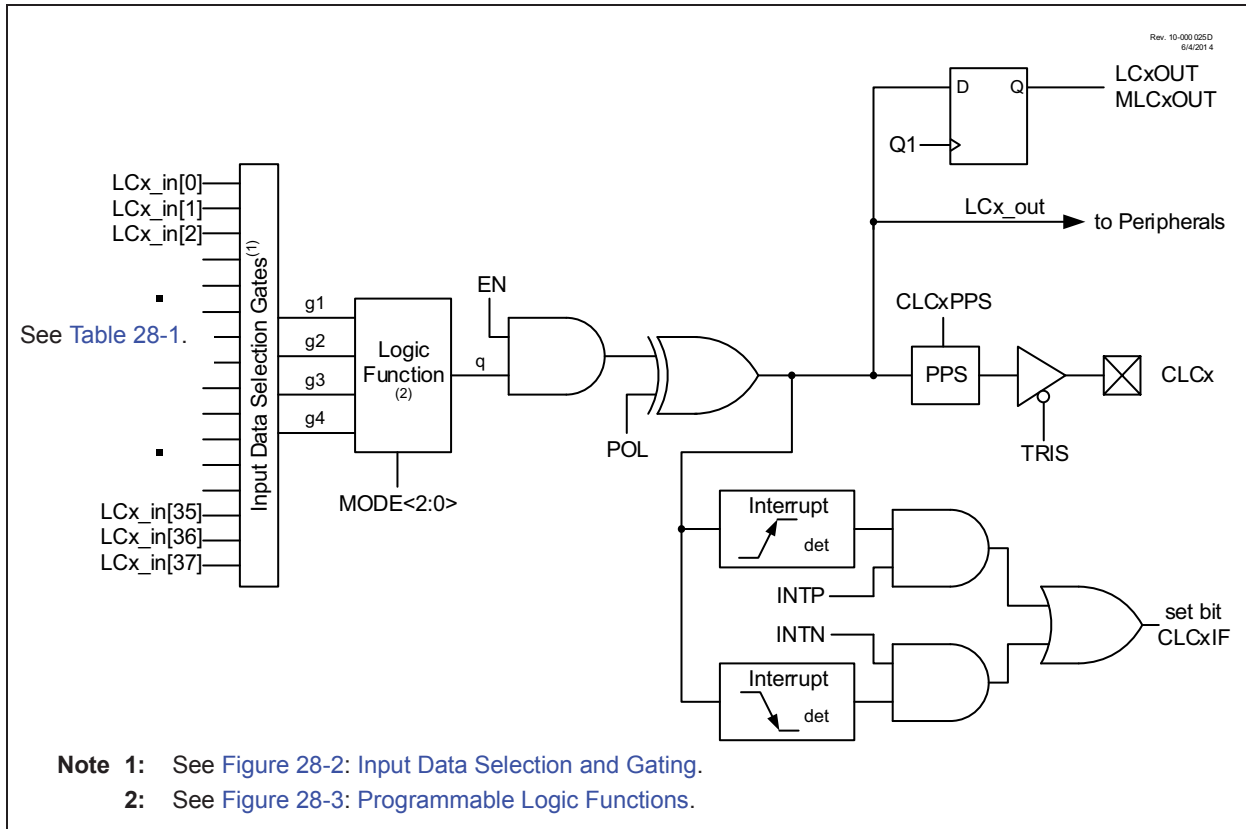 Rev. 10-000 025D
6/4/2014
LCxOUT
MLCxOUT
D
Q
Q1
LCx_in[0]
LCx_in[1]
LCx_in[2]
See Table 28-1.
LCx_in[35]
LCx_in[36]
LCx_in[37]
Input Data Selection Gates(1)
g1
g2
g3
g4
Logic
Function
(2)
MODE<2:0>
q
EN
POL
LCx_out
to Peripherals
CLCxPPS
PPS
CLCx
TRIS
Interrupt
det
INTP
INTN
Interrupt
det
set bit
CLCxIF
Note 1: See Figure 28-2: Input Data Selection and Gating.
2: See Figure 28-3: Programmable Logic Functions.